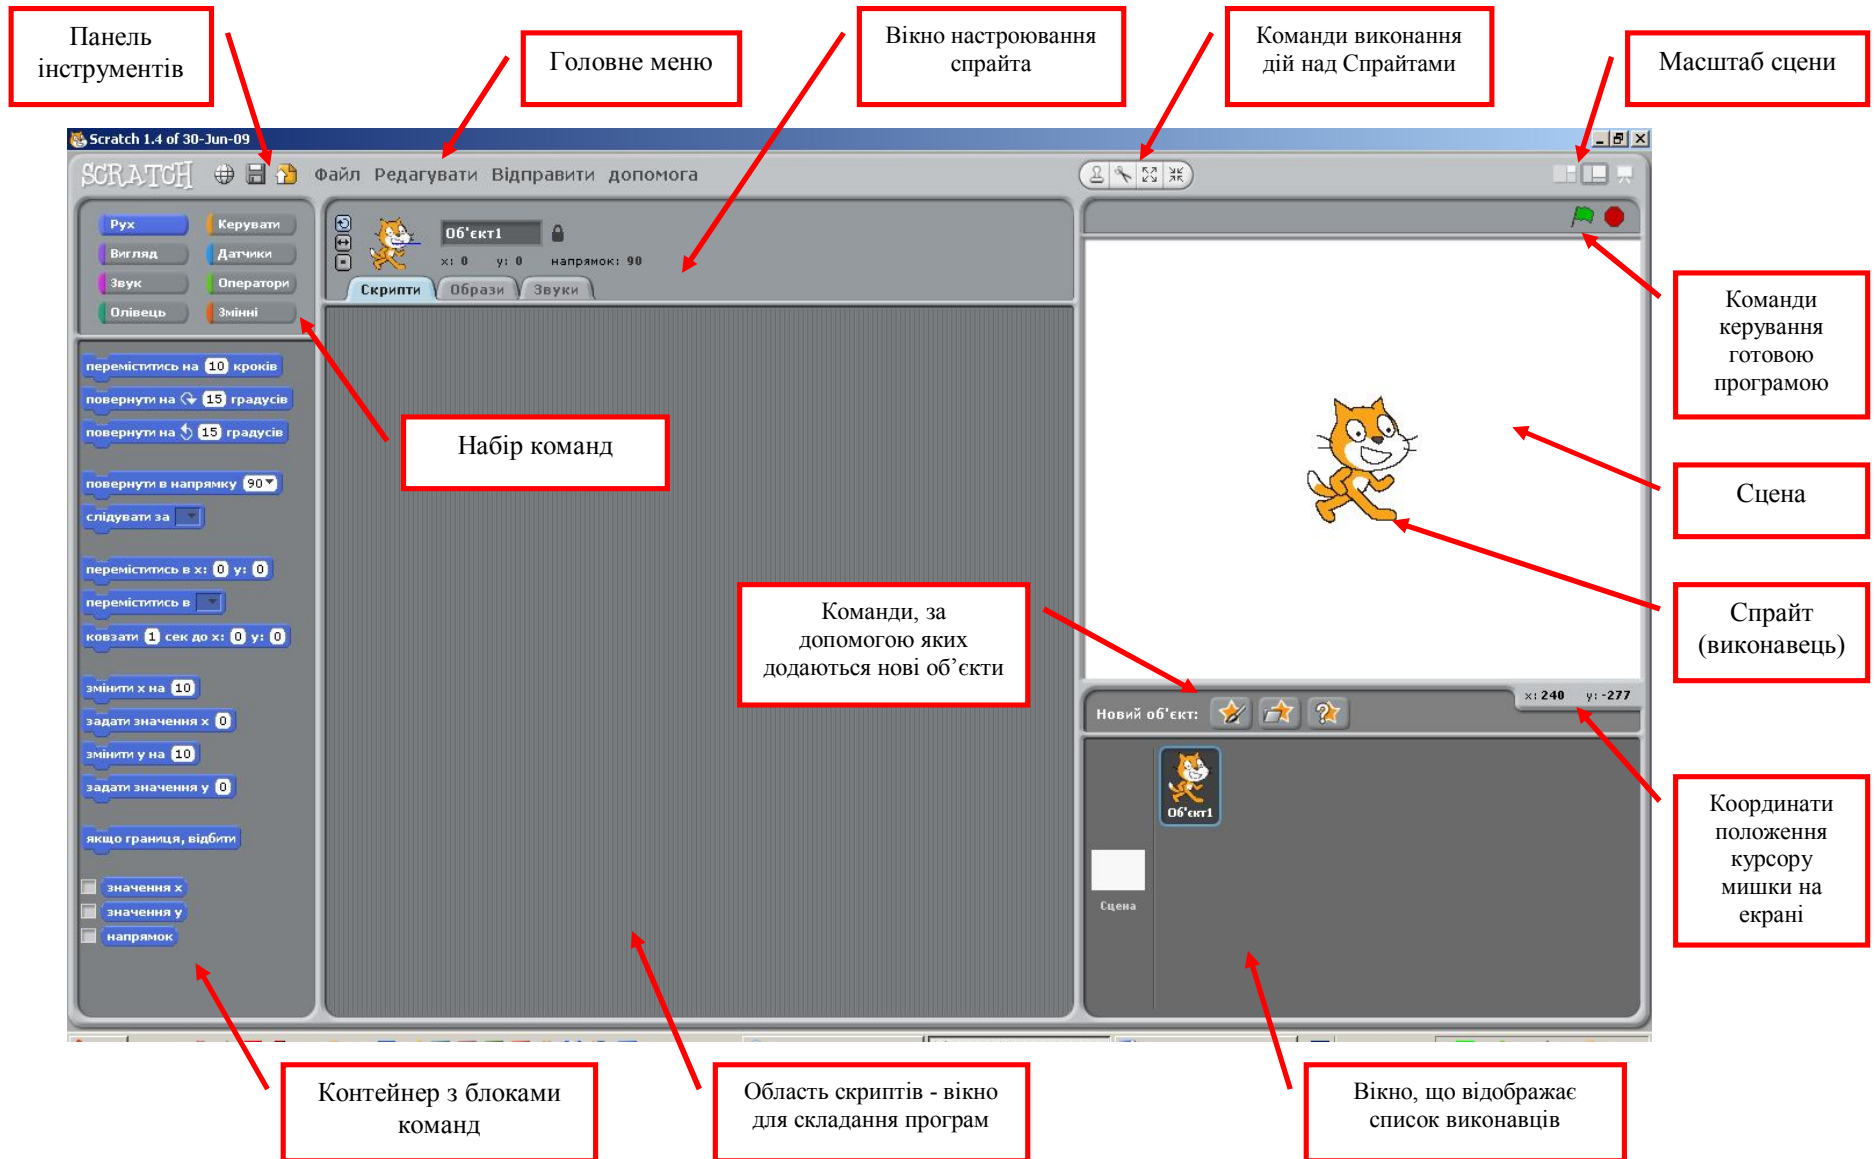 Панель
інструментів
Головне меню
Вікно настроювання
спрайта
Команди виконання
дій над Спрайтами
Масштаб сцени
Scratch 1.4 of 30-Jun-09
SCRATCH
Файл Редагувати Відправити допомога
Рух
Керувати
Вигляд
Датчики
Звук
Оператори
Олівець
Змінні
Об'єкт1
x: 0 y: 0 напрямок: 90
Скрипти
Образи
Звуки
переміститись на 10 кроків
повернути на 15 градусів
повернути на 15 градусів
повернути в напрямку 90
слідувати за
переміститись в x: 0 y: 0
переміститись в
ковзати 1 сек до x: 0 y: 0
змінити x на 10
задати значення x 0
змінити y на 10
задати значення y 0
якщо границя, відбити
значення x
значення y
напрямок
Набір команд
Команди, за
допомогою яких
додаються нові об’єкти
Команди
керування
готовою
програмою
Сцена
Спрайт
(виконавець)
x: 240 y: -277
Новий об'єкт:
Об'єкт1
Сцена
Координати
положення
курсору
мишки на
екрані
Контейнер з блоками
команд
Область скриптів - вікно
для складання програм
Вікно, що відображає
список виконавців